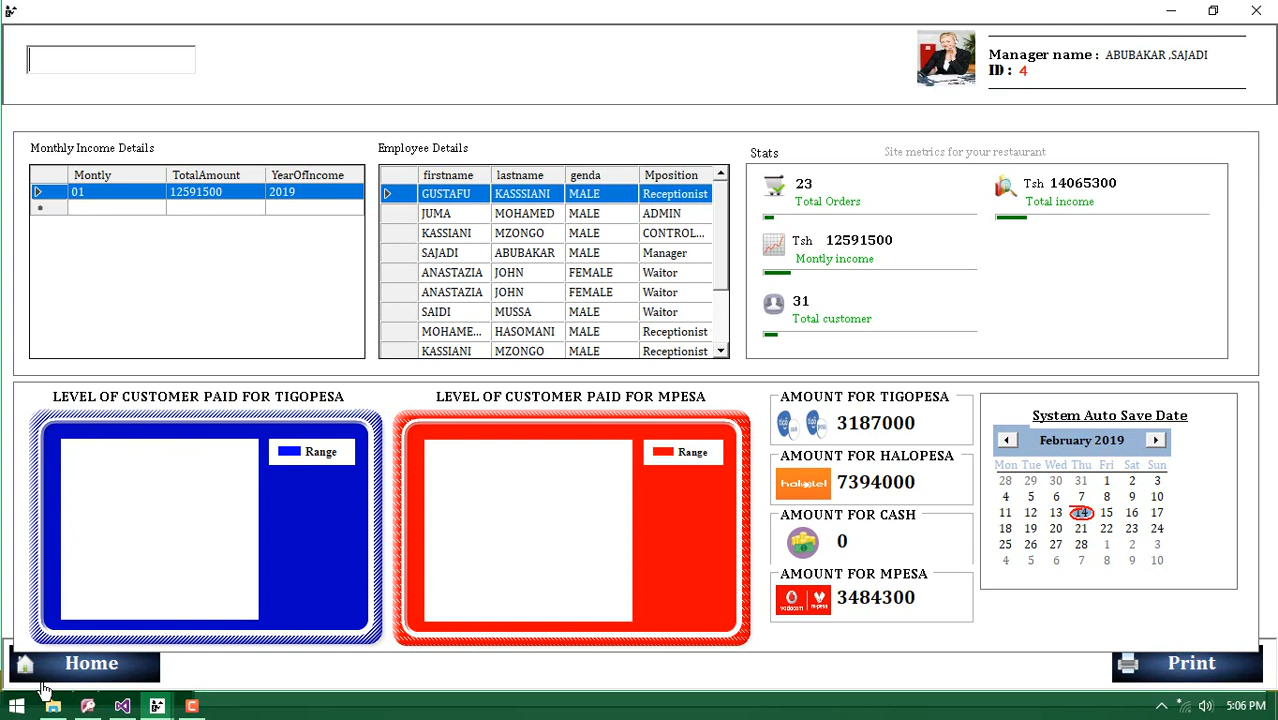 Manager name : ABUBAKAR ,SAJADI
ID : 4
Monthly Income Details
Montly TotalAmount YearOfIncome
01 12591500 2019
Employee Details
firstname lastname genda Mposition
GUSTAFU KASSSIANI MALE Receptionist
JUMA MOHAMED MALE ADMIN
KASSIANI MZONGO MALE CONTROL...
SAJADI ABUBAKAR MALE Manager
ANASTAZIA JOHN FEMALE Waitor
ANASTAZIA JOHN FEMALE Waitor
SAIDI MUSSA MALE Waitor
MOHAME... HASOMANI MALE Receptionist
KASSIANI MZONGO MALE Receptionist
Stats Site metrics for your restaurant
23
Total Orders
Tsh 14065300
Total income
Tsh 12591500
Montly income
31
Total customer
LEVEL OF CUSTOMER PAID FOR TIGOPESA
Range
LEVEL OF CUSTOMER PAID FOR MPESA
Range
AMOUNT FOR TIGOPESA
3187000
AMOUNT FOR HALOPESA
halotel 7394000
AMOUNT FOR CASH
0
AMOUNT FOR MPESA
vodacom m-pesa 3484300
System Auto Save Date
February 2019
Mon Tue Wed Thu Fri Sat Sun
28 29 30 31 1 2 3
4 5 6 7 8 9 10
11 12 13 14 15 16 17
18 19 20 21 22 23 24
25 26 27 28 1 2 3
4 5 6 7 8 9 10
Home
Print
5:06 PM